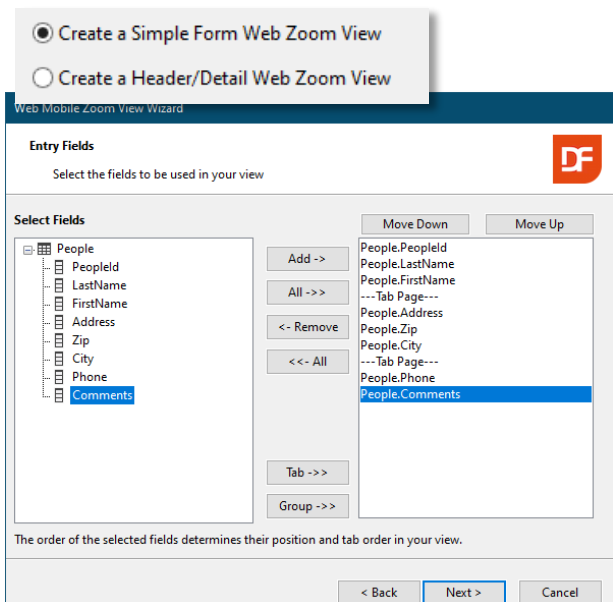 Create a Simple Form Web Zoom View
Create a Header/Detail Web Zoom View
Web Mobile Zoom View Wizard
Entry Fields
Select the fields to be used in your view
DF
Select Fields
Move Down
Move Up
People
PeopleId
LastName
FirstName
Address
Zip
City
Phone
Comments
Add ->
All ->>
<- Remove
<<- All
Tab ->>
Group ->>
People.PeopleId
People.LastName
People.FirstName
---Tab Page---
People.Address
People.Zip
People.City
---Tab Page---
People.Phone
People.Comments
The order of the selected fields determines their position and tab order in your view.
< Back
Next >
Cancel